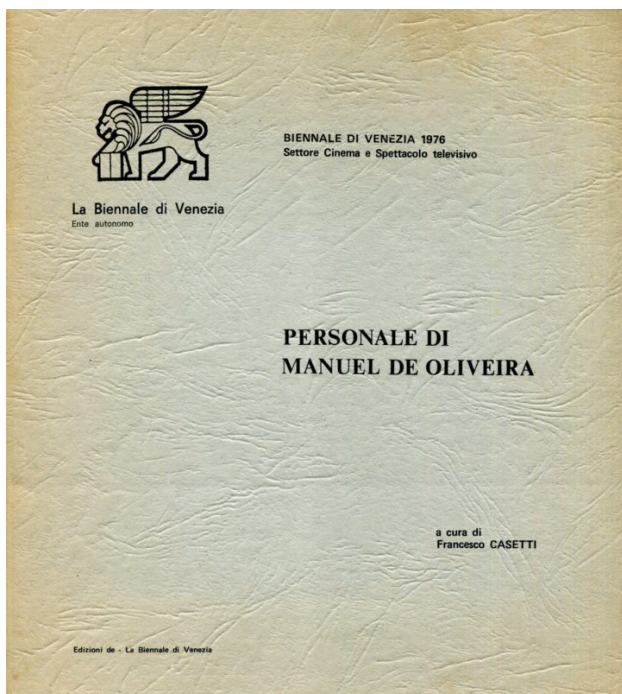 BIENNALE DI VENEZIA 1976
Settore Cinema e Spettacolo televisivo
La Biennale di Venezia
Ente autonomo
PERSONALE DI
MANUEL DE OLIVEIRA
a cura di
Francesco CASETTI
Edizioni de - La Biennale di Venezia